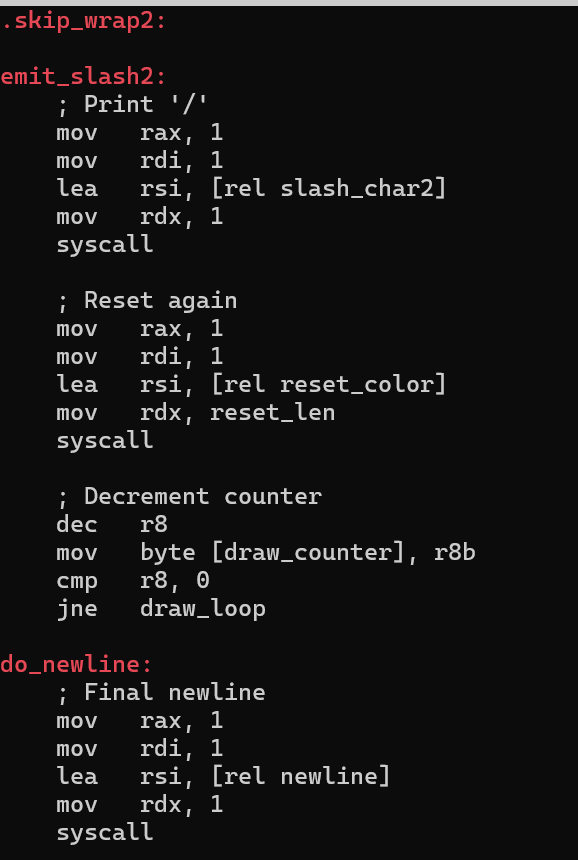 .skip_wrap2:
emit_slash2:
; Print '/'
mov rax, 1
mov rdi, 1
lea rsi, [rel slash_char2]
mov rdx, 1
syscall
; Reset again
mov rax, 1
mov rdi, 1
lea rsi, [rel reset_color]
mov rdx, reset_len
syscall
; Decrement counter
dec r8
mov byte [draw_counter], r8b
cmp r8, 0
jne draw_loop
do_newline:
; Final newline
mov rax, 1
mov rdi, 1
lea rsi, [rel newline]
mov rdx, 1
syscall